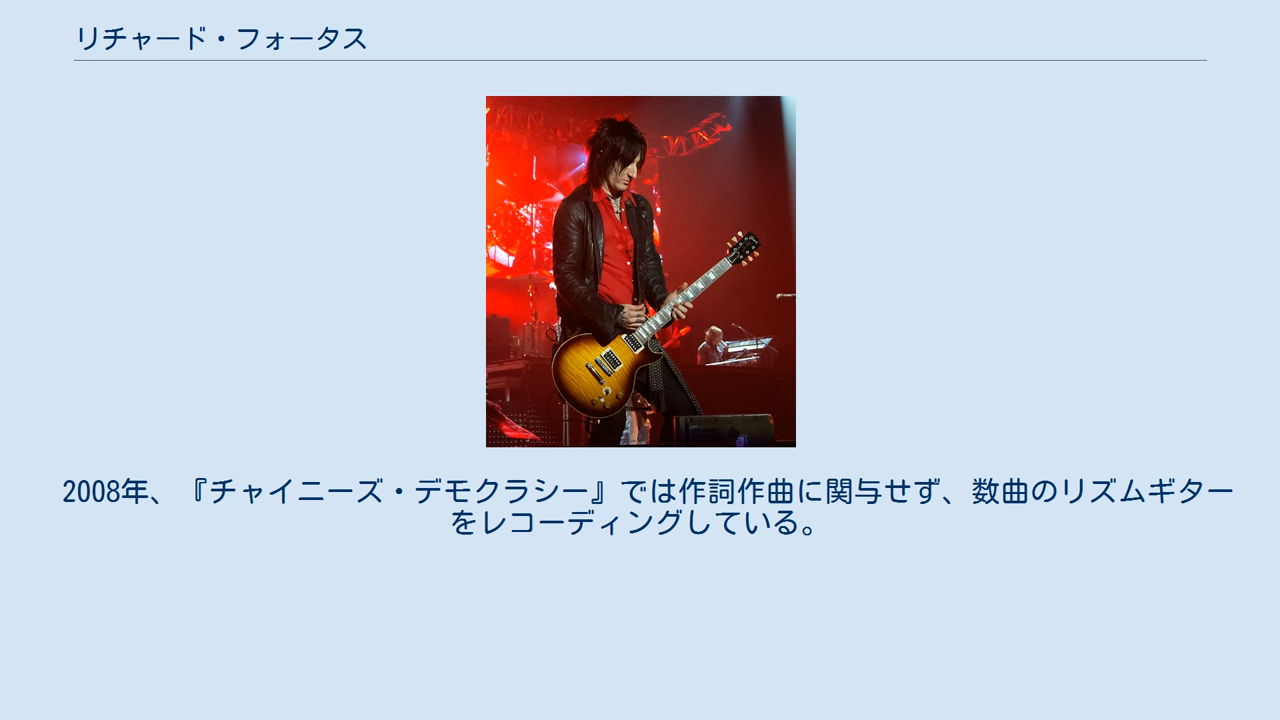 リチャード・フォータス
2008年、『チャイニーズ・デモクラシー』では作詞作曲に関与せず、数曲のリズムギター
をレコーディングしている。